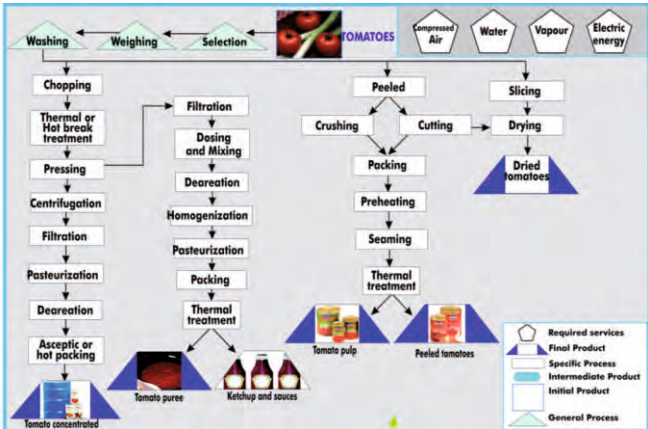 Washing
Weighing
Selection
TOMATOES
Compressed
Air
Water
Vapour
Electric
energy
Chopping
Thermal or
Hot break
treatment
Pressing
Centrifugation
Filtration
Pasteurization
Deareation
Asceptic or
hot packing
Tomato concentrated
Filtration
Dosing
and Mixing
Deareation
Homogenization
Pasteurization
Packing
Thermal
treatment
Tomato puree
Ketchup and sauces
Peeled
Crushing
Cutting
Packing
Preheating
Seaming
Thermal
treatment
Tomato pulp
Peeled tomatoes
Slicing
Drying
Dried
tomatoes
Required services
Final Product
Specific Process
Intermediate Product
Initial Product
General Process